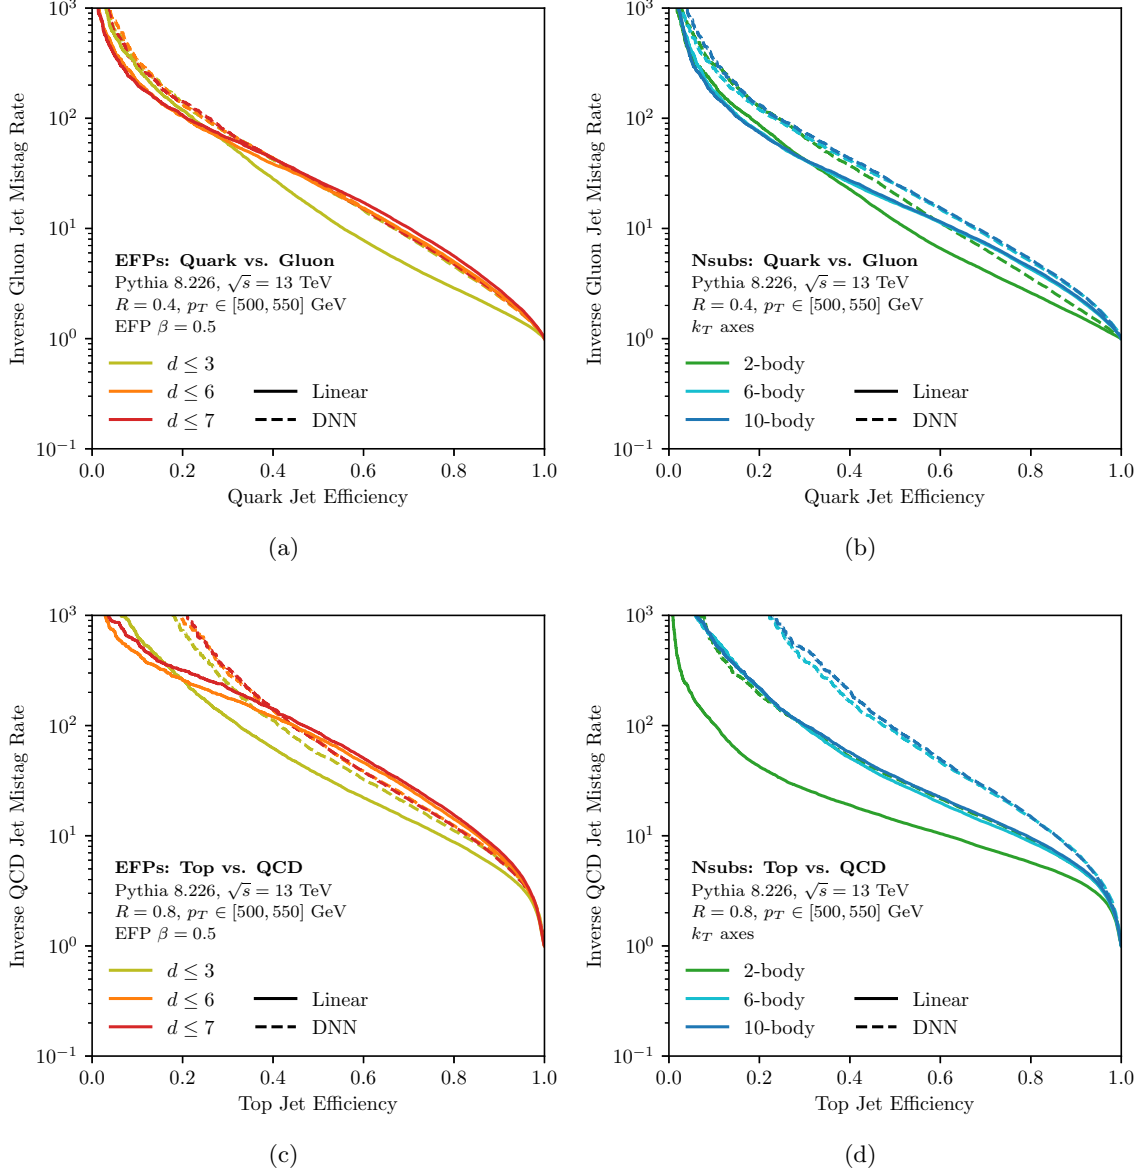 Inverse Gluon Jet Mistag Rate
10³
10²
10¹
10⁰
10⁻¹
EFPs: Quark vs. Gluon
Pythia 8.226, √s = 13 TeV
R = 0.4, p_T ∈ [500, 550] GeV
EFP β = 0.5
d ≤ 3
d ≤ 6
d ≤ 7
Linear
DNN
0.0 0.2 0.4 0.6 0.8 1.0
Quark Jet Efficiency
(a)
Inverse Gluon Jet Mistag Rate
10³
10²
10¹
10⁰
10⁻¹
Nsubs: Quark vs. Gluon
Pythia 8.226, √s = 13 TeV
R = 0.4, p_T ∈ [500, 550] GeV
k_T axes
2-body
6-body
10-body
Linear
DNN
0.0 0.2 0.4 0.6 0.8 1.0
Quark Jet Efficiency
(b)
Inverse QCD Jet Mistag Rate
10³
10²
10¹
10⁰
10⁻¹
EFPs: Top vs. QCD
Pythia 8.226, √s = 13 TeV
R = 0.8, p_T ∈ [500, 550] GeV
EFP β = 0.5
d ≤ 3
d ≤ 6
d ≤ 7
Linear
DNN
0.0 0.2 0.4 0.6 0.8 1.0
Top Jet Efficiency
(c)
Inverse QCD Jet Mistag Rate
10³
10²
10¹
10⁰
10⁻¹
Nsubs: Top vs. QCD
Pythia 8.226, √s = 13 TeV
R = 0.8, p_T ∈ [500, 550] GeV
k_T axes
2-body
6-body
10-body
Linear
DNN
0.0 0.2 0.4 0.6 0.8 1.0
Top Jet Efficiency
(d)